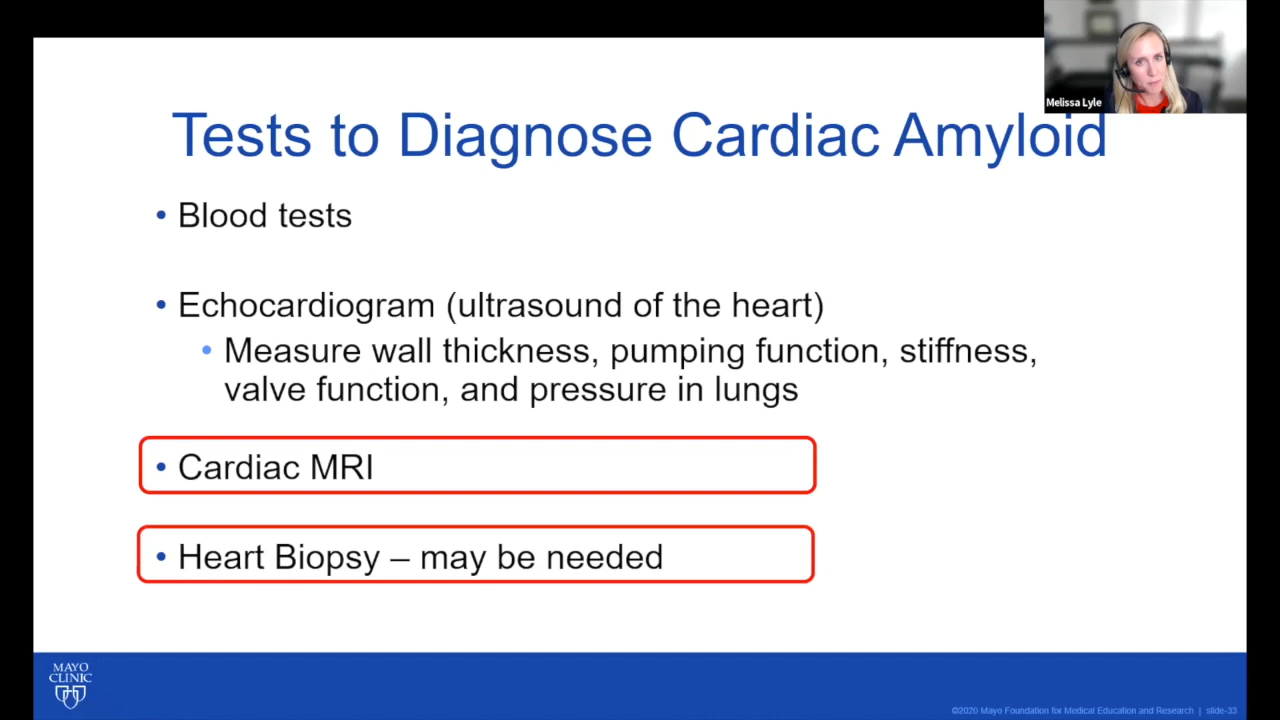 Melissa Lyle
Tests to Diagnose Cardiac Amyloid
• Blood tests
• Echocardiogram (ultrasound of the heart)
• Measure wall thickness, pumping function, stiffness,
valve function, and pressure in lungs
• Cardiac MRI
• Heart Biopsy – may be needed
MAYO
CLINIC
©2020 Mayo Foundation for Medical Education and Research | slide-33